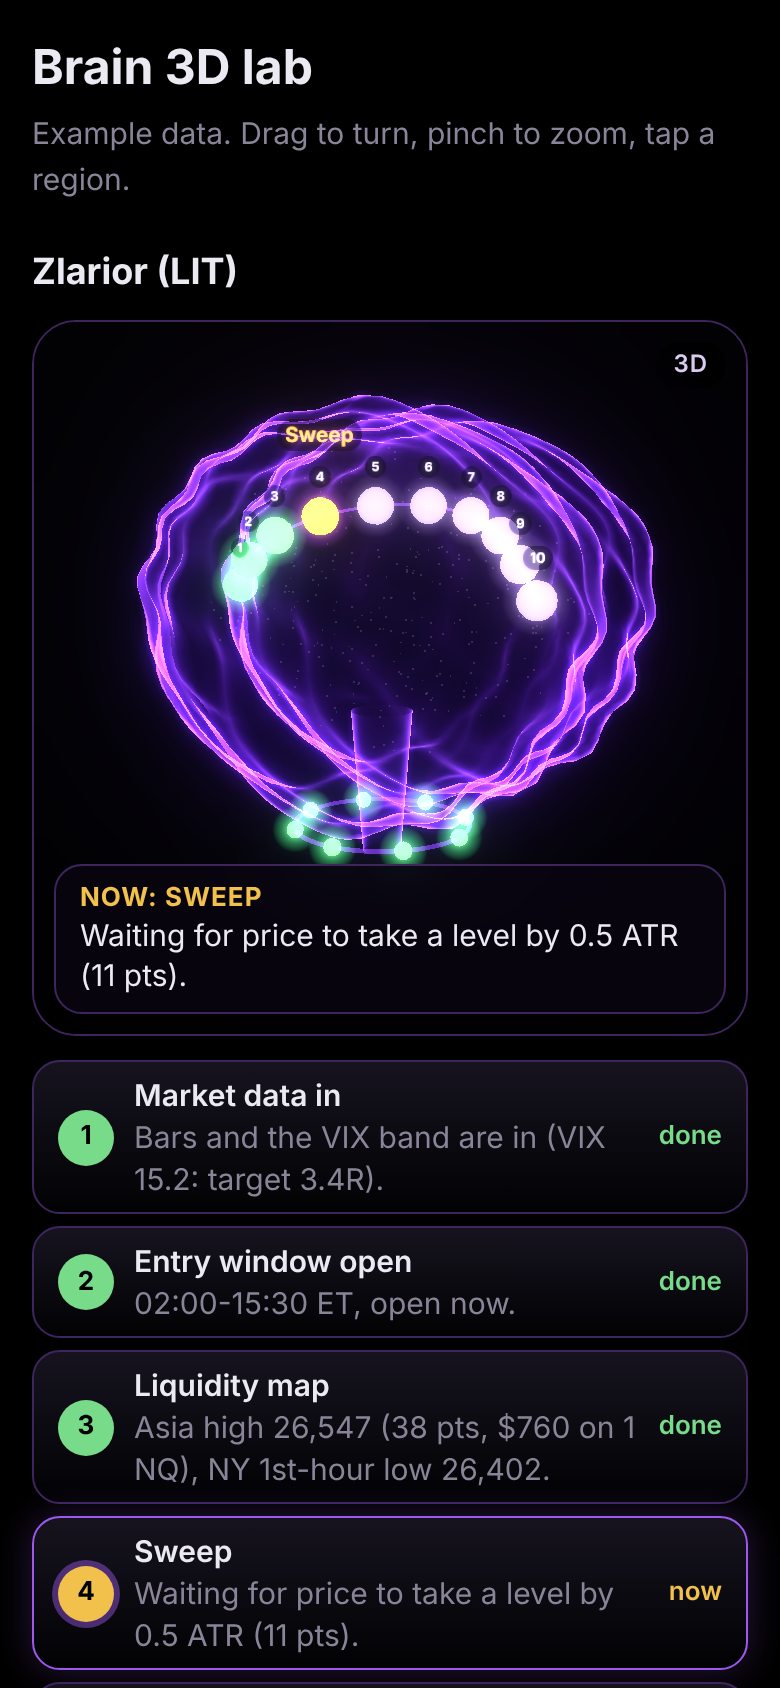 Brain 3D lab
Example data. Drag to turn, pinch to zoom, tap a
region.
Zlarior (LIT)
3D
Sweep
1
2
3
4
5
6
7
8
9
10
NOW: SWEEP
Waiting for price to take a level by 0.5 ATR
(11 pts).
1
Market data in
Bars and the VIX band are in (VIX
15.2: target 3.4R).
done
2
Entry window open
02:00-15:30 ET, open now.
done
3
Liquidity map
Asia high 26,547 (38 pts, $760 on 1
NQ), NY 1st-hour low 26,402.
done
4
Sweep
Waiting for price to take a level by
0.5 ATR (11 pts).
now